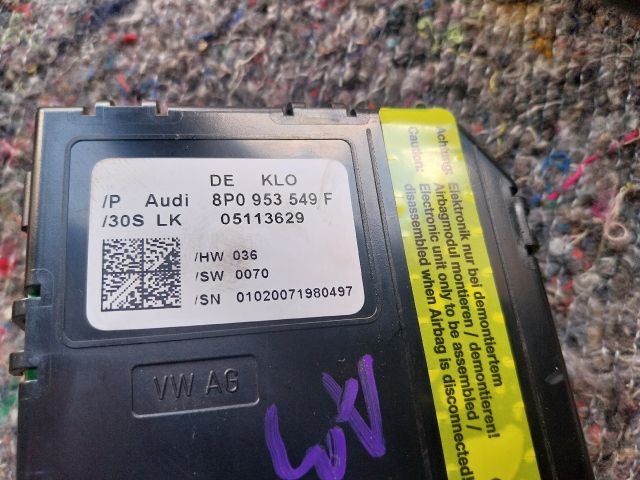 DE KLO
/P Audi 8P0 953 549 F
/30S LK 05113629
/HW 036
/SW 0070
/SN 01020071980497
VW AG
Achtung: Elektronik nur bei demontiertem
Airbagmodul montieren / demontieren!
Caution: Electronic unit only to be assembled /
disassembled when Airbag is disconnected!